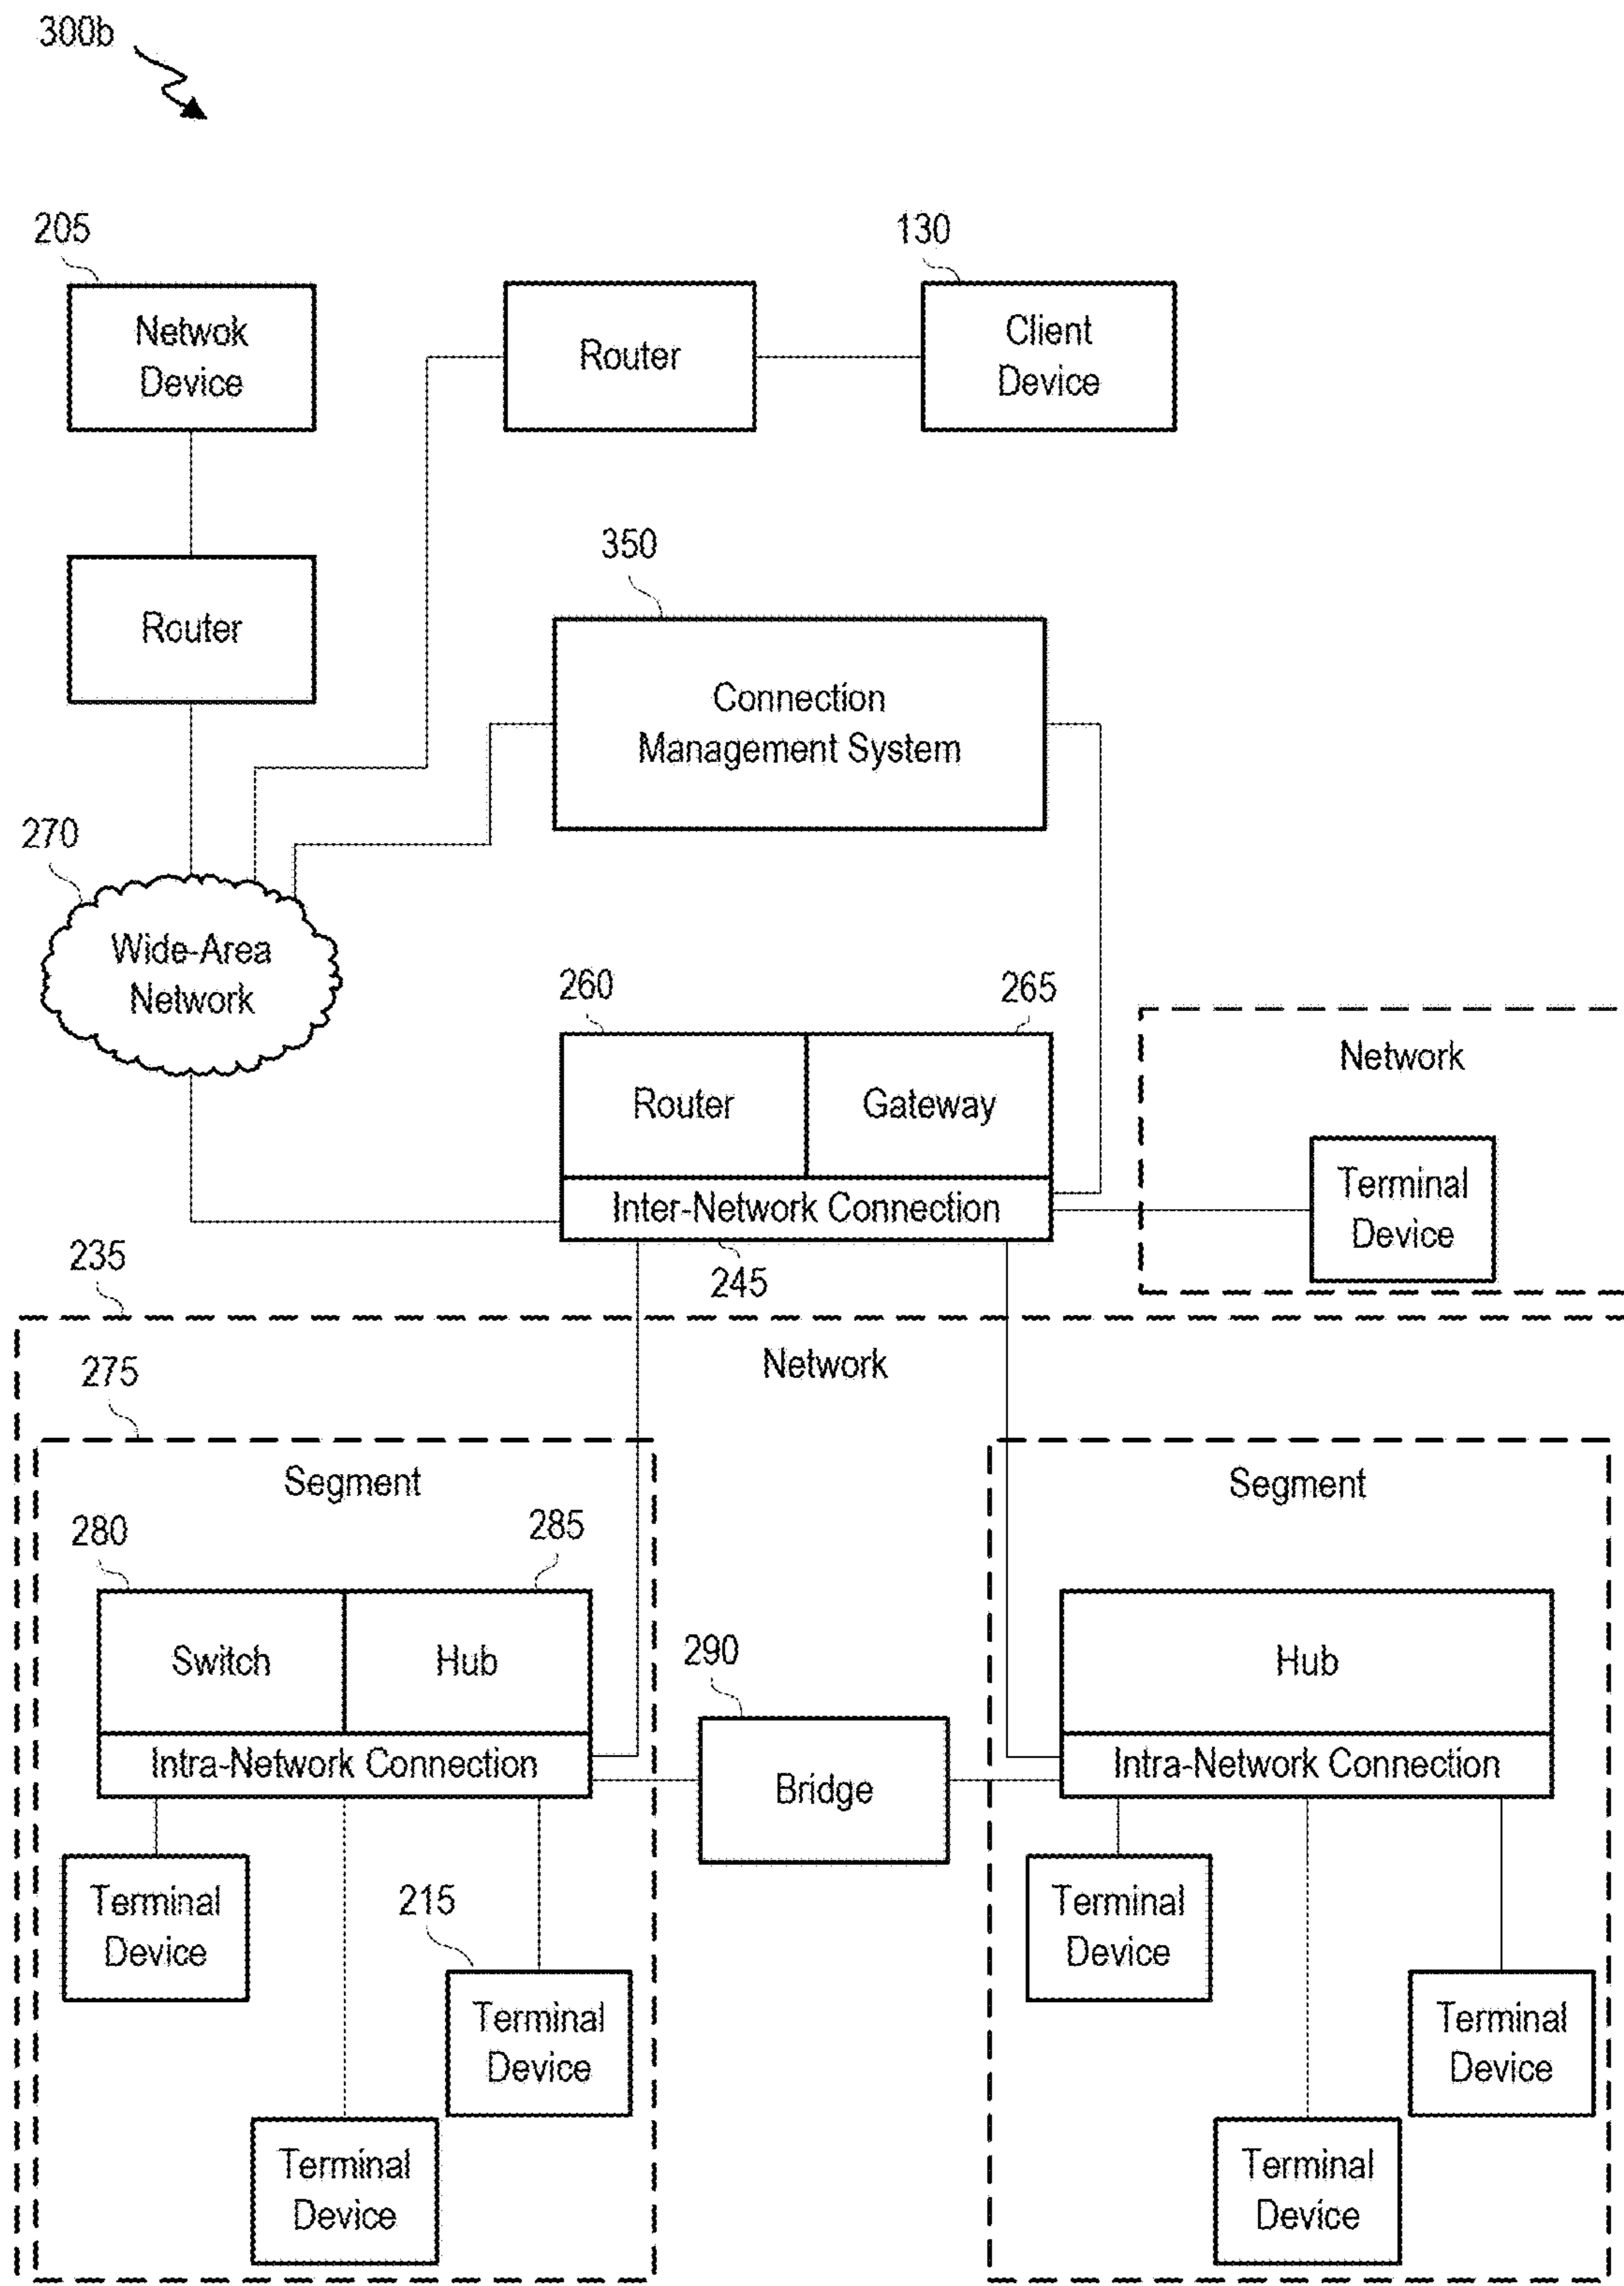 300b
205
130
Netwok
Device
Router
Client
Device
350
Router
Connection
Management System
270
Wide-Area
Network
260
265
Router
Gateway
Inter-Network Connection
245
Network
Terminal
Device
235
Network
275
Segment
280
285
Switch
Hub
Intra-Network Connection
290
Bridge
Segment
Hub
Intra-Network Connection
Terminal
Device
215
Terminal
Device
Terminal
Device
Terminal
Device
Terminal
Device
Terminal
Device